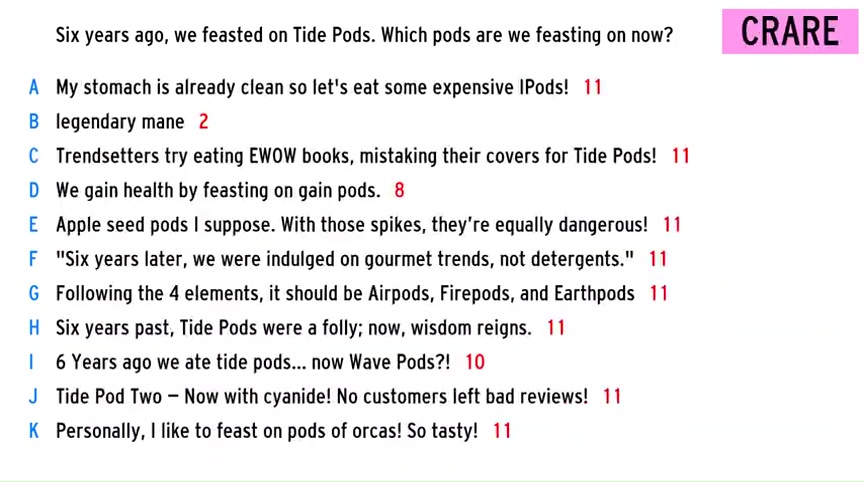 Six years ago, we feasted on Tide Pods. Which pods are we feasting on now?
CRARE
A My stomach is already clean so let's eat some expensive IPods! 11
B legendary mane 2
C Trendsetters try eating EWOW books, mistaking their covers for Tide Pods! 11
D We gain health by feasting on gain pods. 8
E Apple seed pods I suppose. With those spikes, they’re equally dangerous! 11
F "Six years later, we were indulged on gourmet trends, not detergents." 11
G Following the 4 elements, it should be Airpods, Firepods, and Earthpods 11
H Six years past, Tide Pods were a folly; now, wisdom reigns. 11
I 6 Years ago we ate tide pods... now Wave Pods?! 10
J Tide Pod Two – Now with cyanide! No customers left bad reviews! 11
K Personally, I like to feast on pods of orcas! So tasty! 11